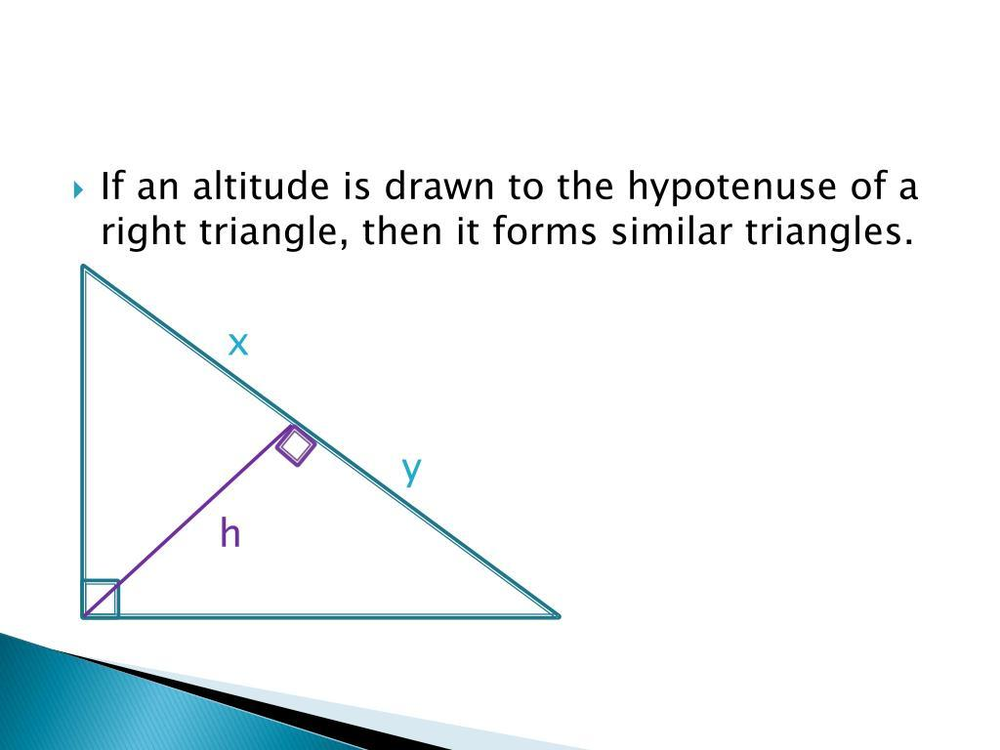 If an altitude is drawn to the hypotenuse of a
right triangle, then it forms similar triangles.
x
y
h